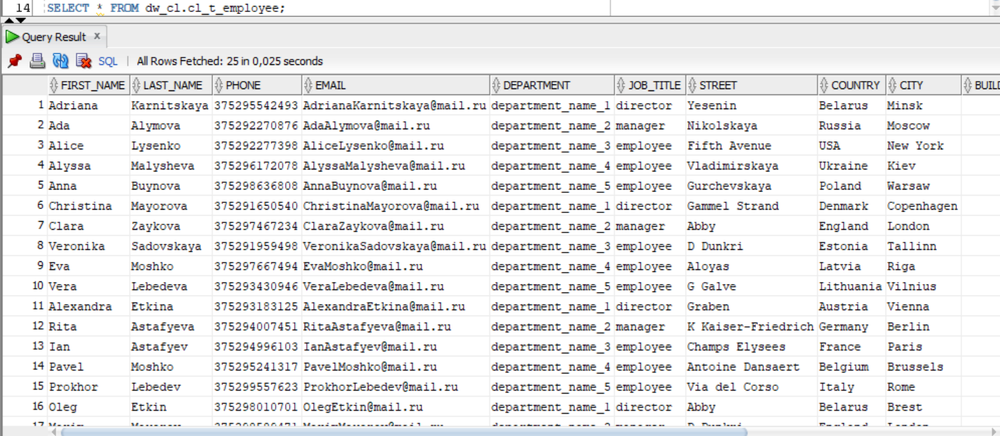 14 SELECT * FROM dw_cl.cl_t_employee;
Query Result x
SQL | All Rows Fetched: 25 in 0,025 seconds
FIRST_NAME LAST_NAME PHONE EMAIL DEPARTMENT JOB_TITLE STREET COUNTRY CITY BUILD
1 Adriana Karnitskaya 375295542493 AdrianaKarnitskaya@mail.ru department_name_1 director Yesenin Belarus Minsk
2 Ada Alymova 375292270876 AdaAlymova@mail.ru department_name_2 manager Nikolskaya Russia Moscow
3 Alice Lysenko 375292277398 AliceLysenko@mail.ru department_name_3 employee Fifth Avenue USA New York
4 Alyssa Malysheva 375296172078 AlyssaMalysheva@mail.ru department_name_4 employee Vladimirskaya Ukraine Kiev
5 Anna Buynova 375298636808 AnnaBuynova@mail.ru department_name_5 employee Gurchevskaya Poland Warsaw
6 Christina Mayorova 375291650540 ChristinaMayorova@mail.ru department_name_1 director Gammel Strand Denmark Copenhagen
7 Clara Zaykova 375297467234 ClaraZaykova@mail.ru department_name_2 manager Abby England London
8 Veronika Sadovskaya 375291959498 VeronikaSadovskaya@mail.ru department_name_3 employee D Dunkri Estonia Tallinn
9 Eva Moshko 375297667494 EvaMoshko@mail.ru department_name_4 employee Aloyas Latvia Riga
10 Vera Lebedeva 375293430946 VeraLebedeva@mail.ru department_name_5 employee G Galve Lithuania Vilnius
11 Alexandra Etkina 375293183125 AlexandraEtkina@mail.ru department_name_1 director Graben Austria Vienna
12 Rita Astafyeva 375294007451 RitaAstafyeva@mail.ru department_name_2 manager K Kaiser-Friedrich Germany Berlin
13 Ian Astafyev 375294996103 IanAstafyev@mail.ru department_name_3 employee Champs Elysees France Paris
14 Pavel Moshko 375295241317 PavelMoshko@mail.ru department_name_4 employee Antoine Dansaert Belgium Brussels
15 Prokhor Lebedev 375299557623 ProkhorLebedev@mail.ru department_name_5 employee Via del Corso Italy Rome
16 Oleg Etkin 375298010701 OlegEtkin@mail.ru department_name_1 director Abby Belarus Brest